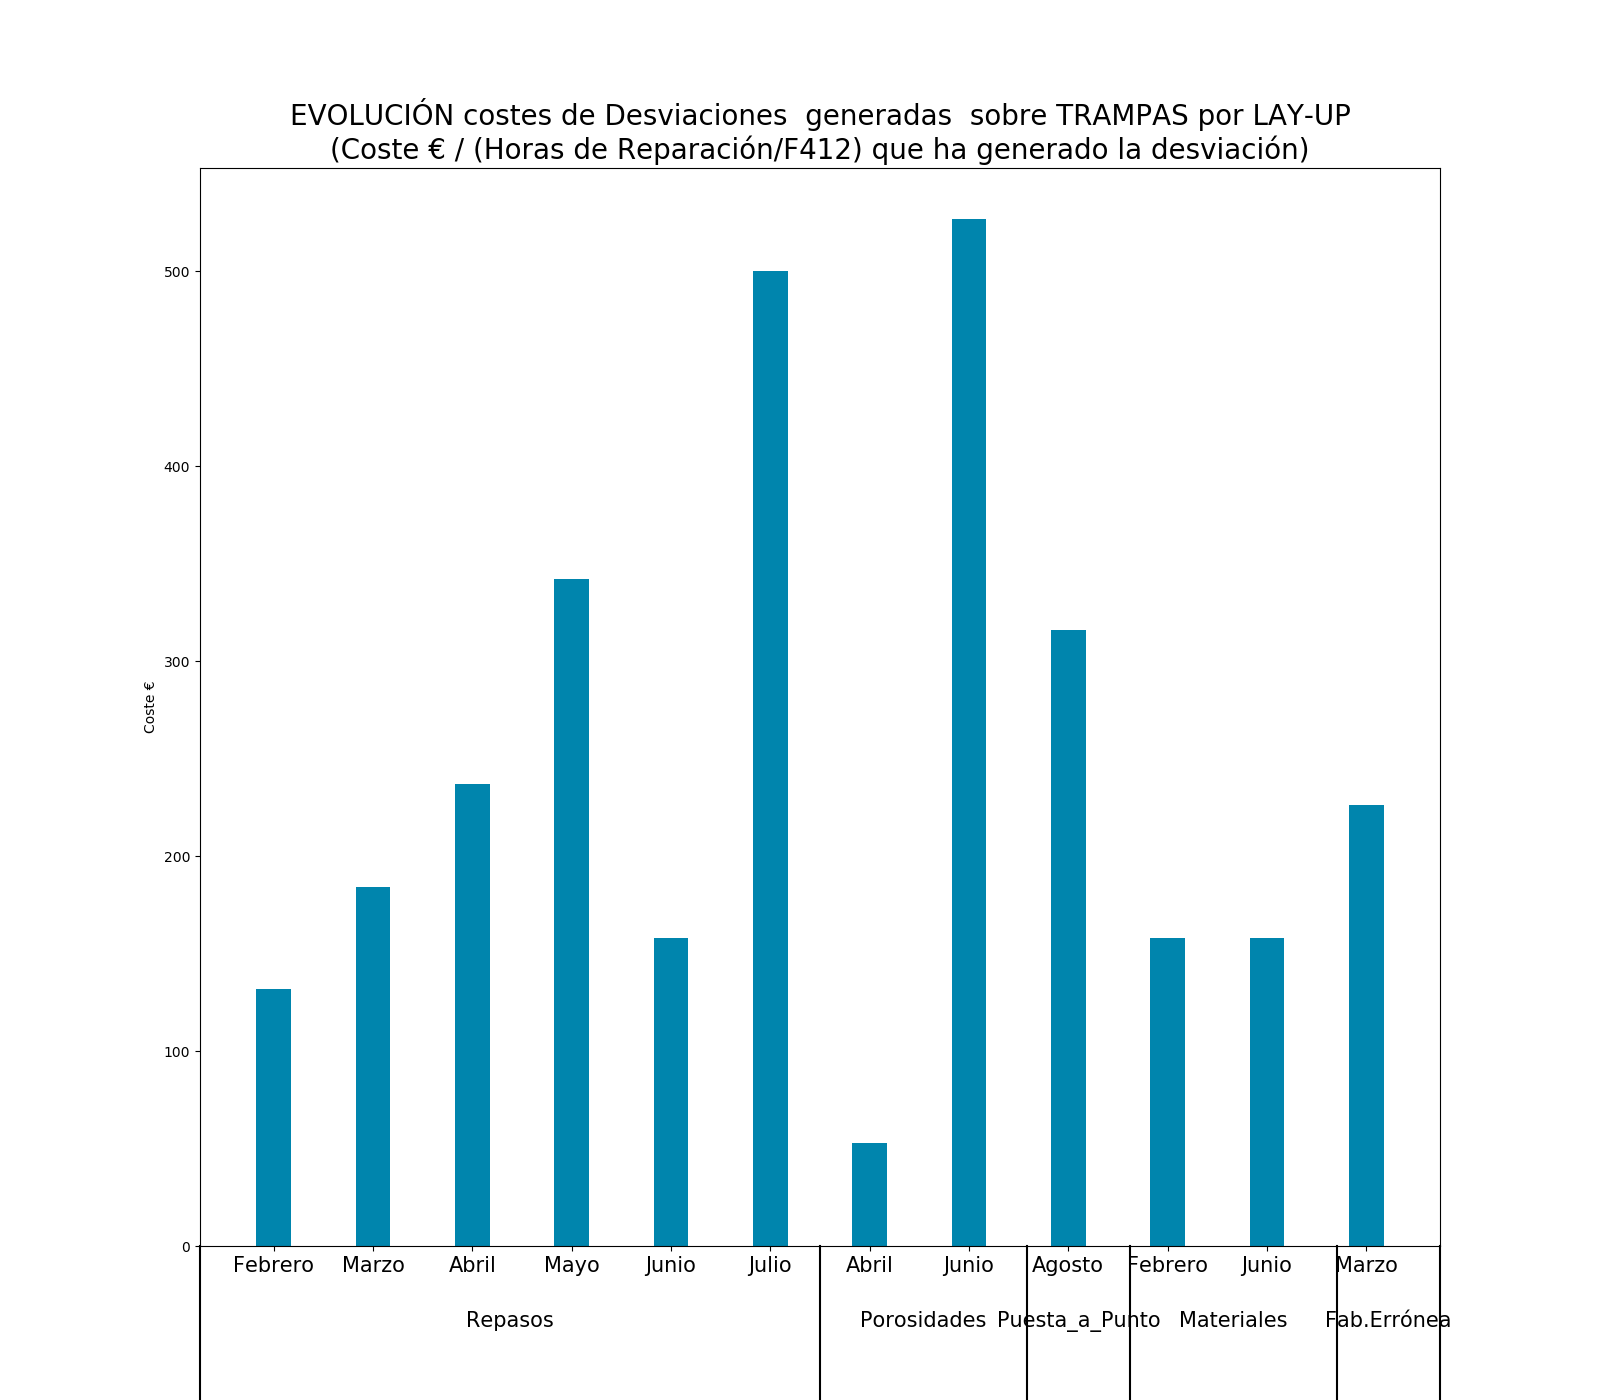 EVOLUCIÓN costes de Desviaciones  generadas  sobre TRAMPAS por LAY-UP
(Coste € / (Horas de Reparación/F412) que ha generado la desviación)
500
400
300
200
100
0
Coste €
Febrero Marzo Abril Mayo Junio Julio Abril Junio Agosto Febrero Junio Marzo
Repasos Porosidades Puesta_a_Punto Materiales Fab.Errónea